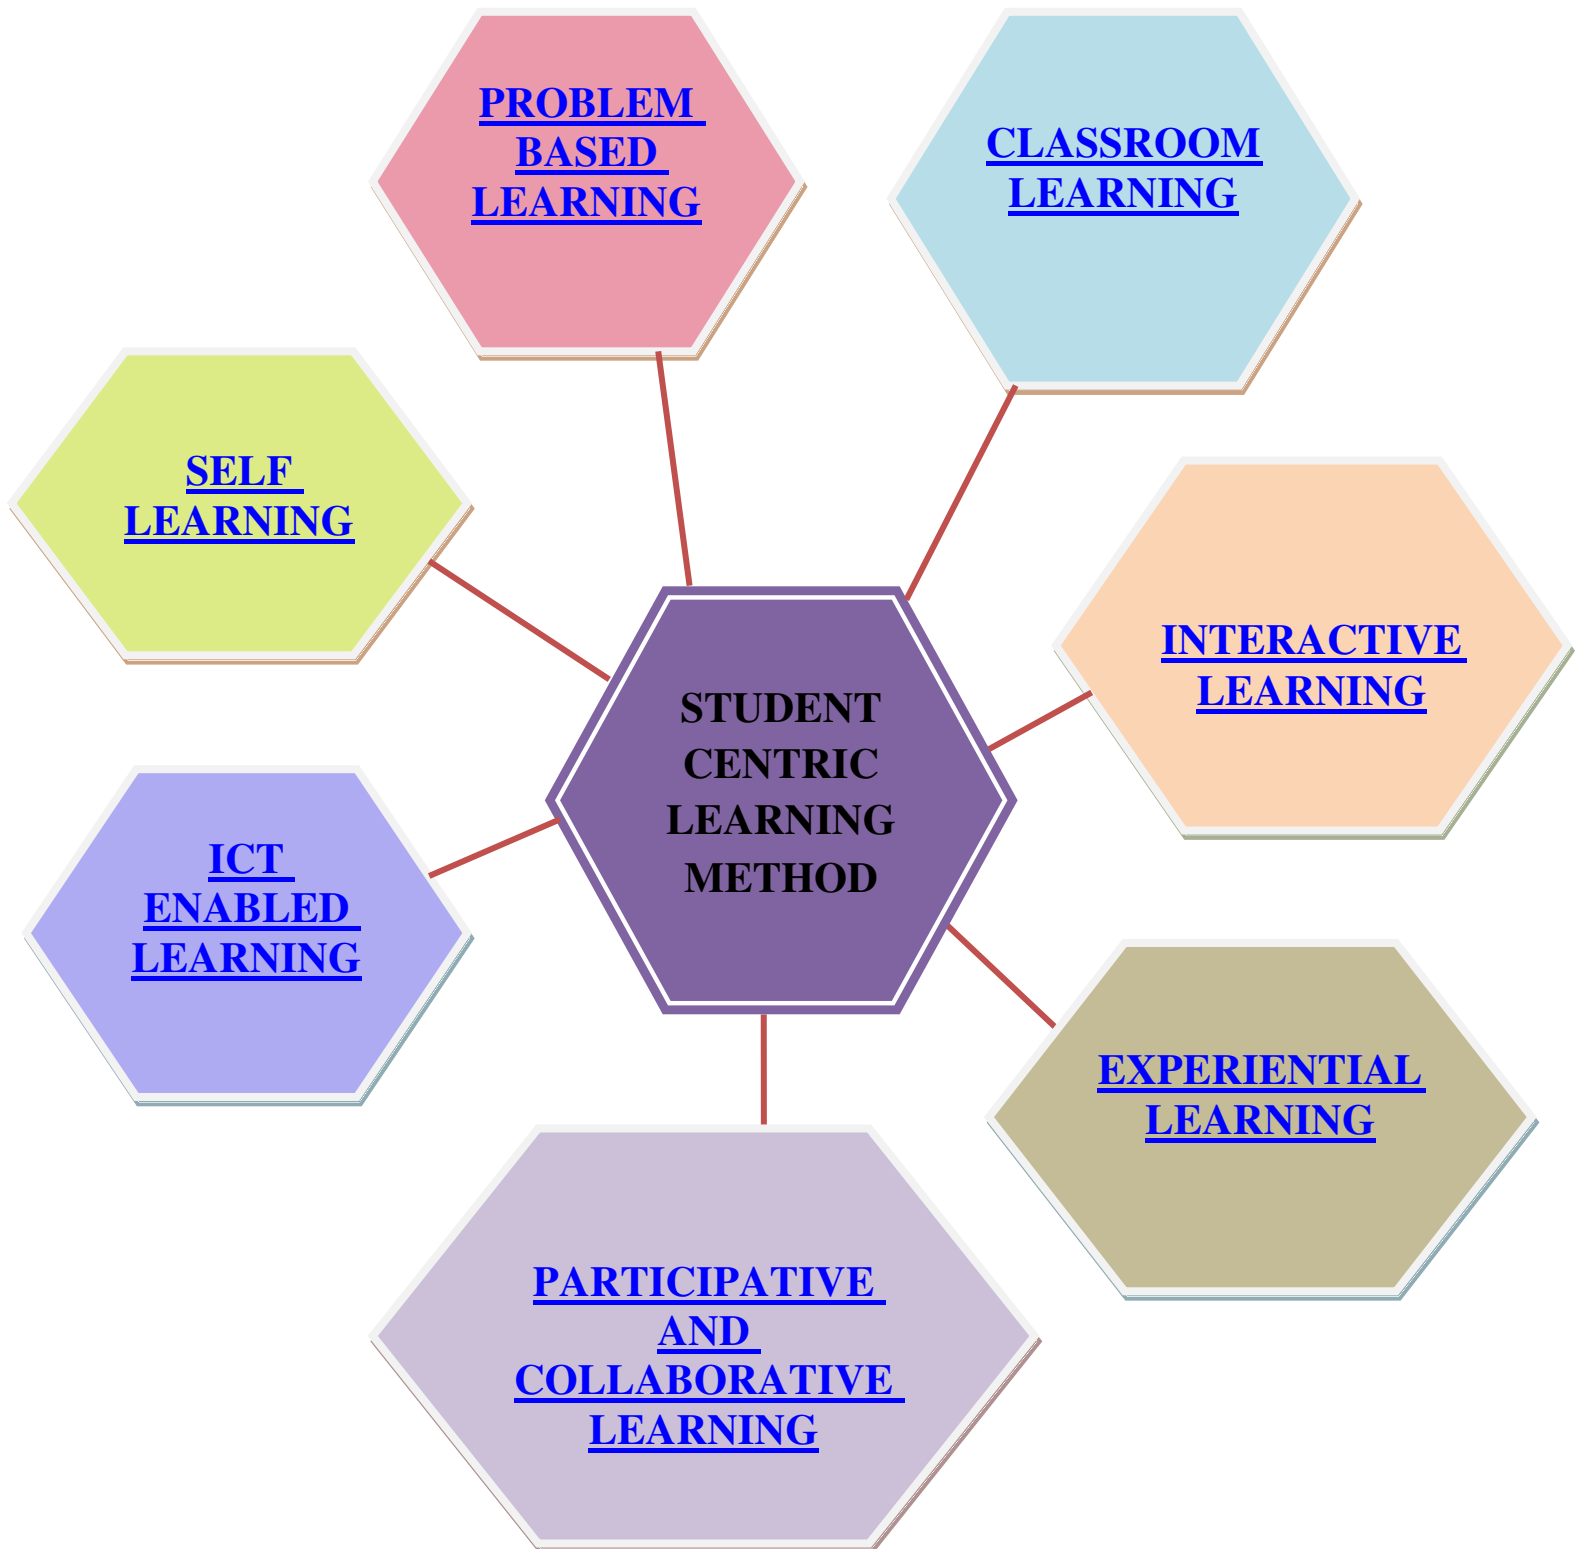 PROBLEM
BASED
LEARNING
CLASSROOM
LEARNING
SELF
LEARNING
INTERACTIVE
LEARNING
STUDENT
CENTRIC
LEARNING
METHOD
ICT
ENABLED
LEARNING
EXPERIENTIAL
LEARNING
PARTICIPATIVE
AND
COLLABORATIVE
LEARNING